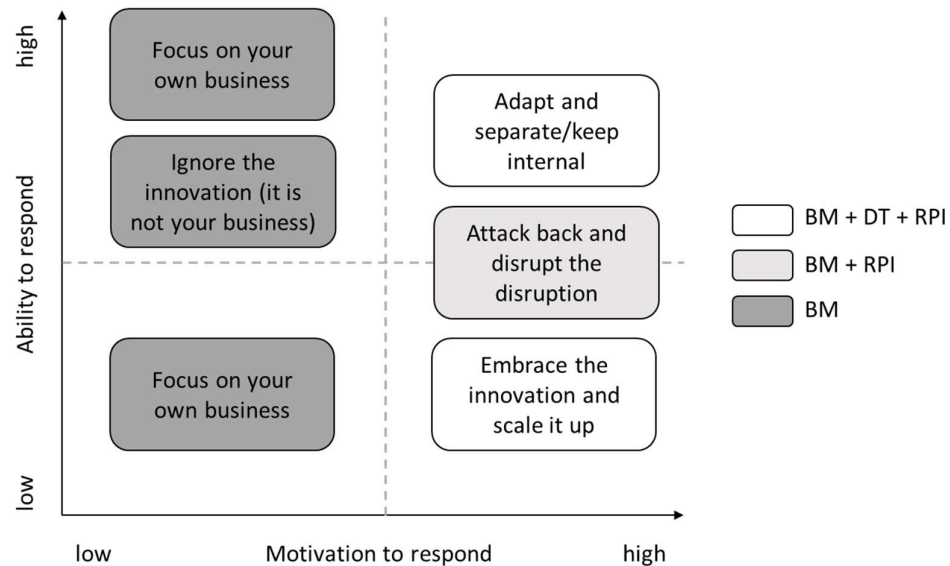 high
Focus on your
own business
Ignore the
innovation (it is
not your business)
Focus on your
own business
Adapt and
separate/keep
internal
Attack back and
disrupt the
disruption
Embrace the
innovation and
scale it up
Ability to respond
low
low
Motivation to respond
high
BM + DT + RPI
BM + RPI
BM